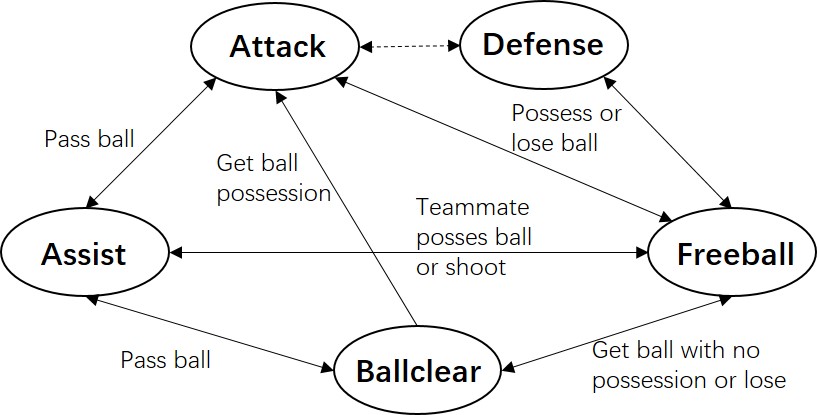 Attack
Defense
Pass ball
Possess or
lose ball
Get ball
possession
Teammate
posses ball
or shoot
Assist
Freeball
Pass ball
Ballclear
Get ball with no
possession or lose